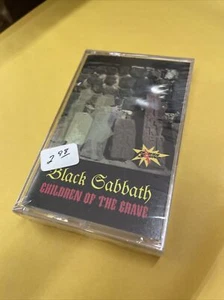 2.98
Black Sabbath
CHILDREN OF THE GRAVE